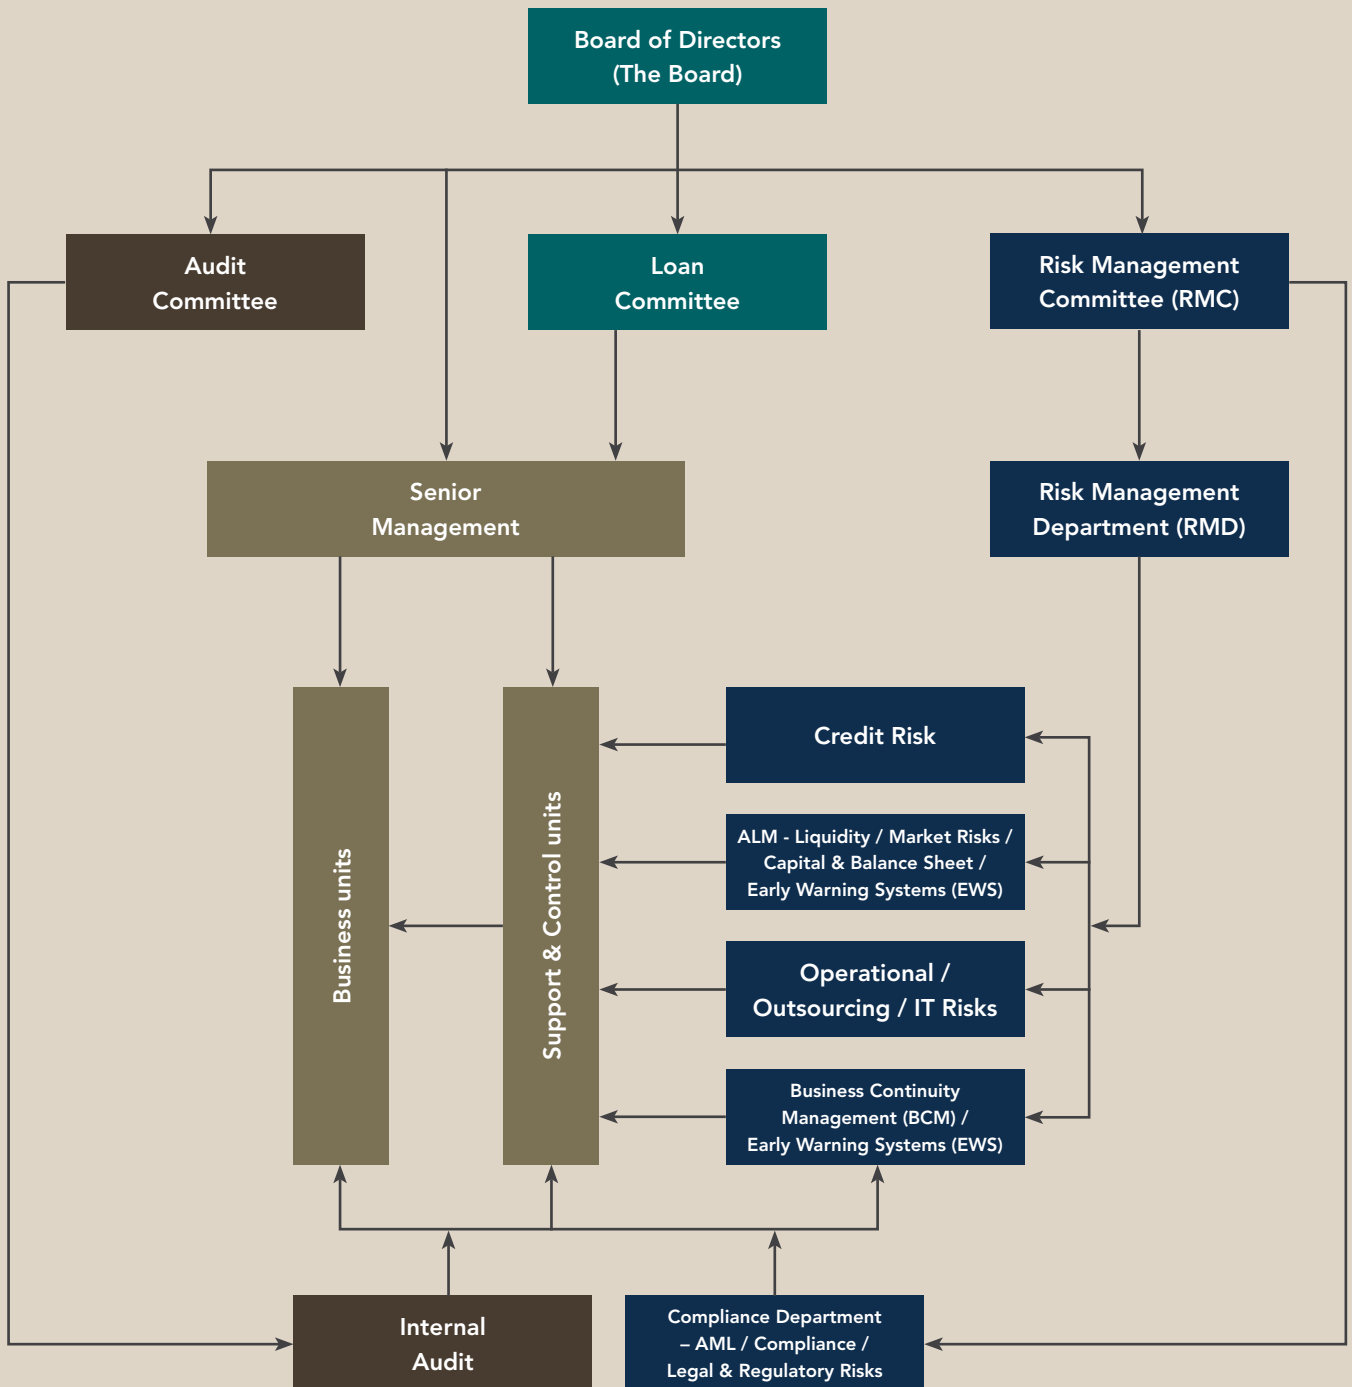 Board of Directors
(The Board)
Audit
Committee
Loan
Committee
Risk Management
Committee (RMC)
Senior
Management
Risk Management
Department (RMD)
Business units
Support & Control units
Credit Risk
ALM - Liquidity / Market Risks /
Capital & Balance Sheet /
Early Warning Systems (EWS)
Operational /
Outsourcing / IT Risks
Business Continuity
Management (BCM) /
Early Warning Systems (EWS)
Internal
Audit
Compliance Department
– AML / Compliance /
Legal & Regulatory Risks